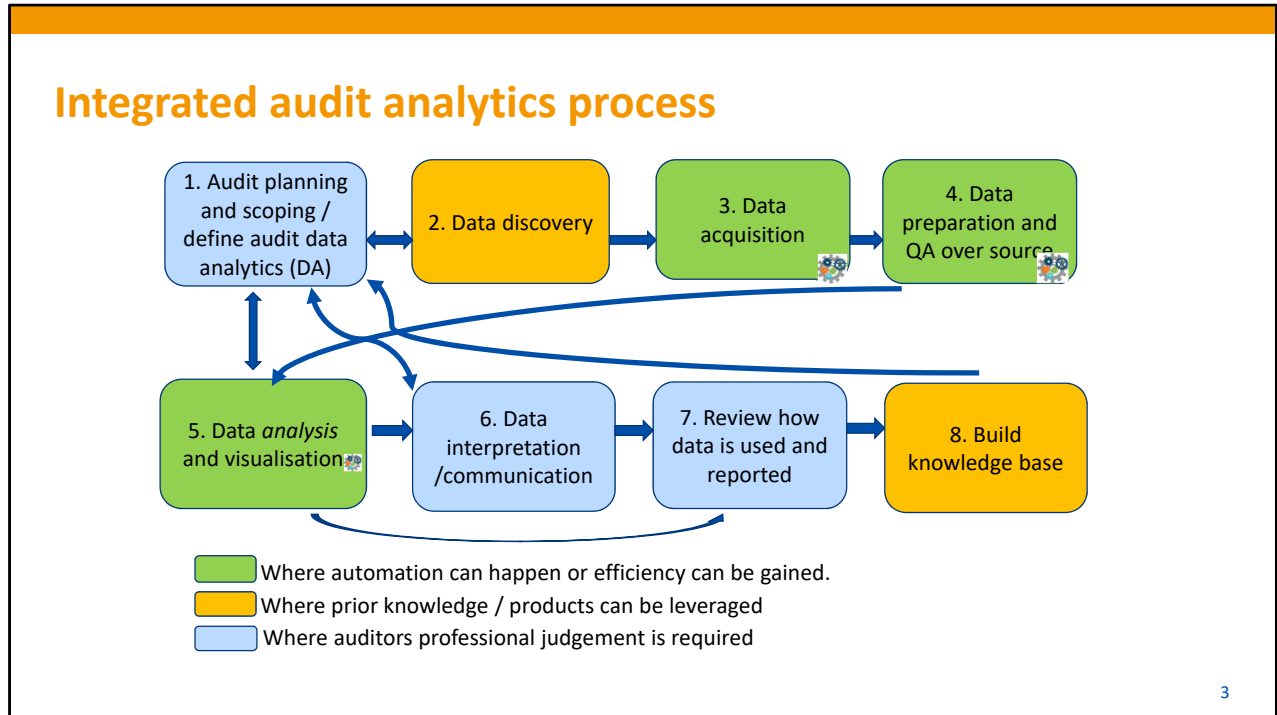 Integrated audit analytics process
1. Audit planning
and scoping /
define audit data
analytics (DA)
2. Data discovery
3. Data
acquisition
4. Data
preparation and
QA over source
5. Data analysis
and visualisation
6. Data
interpretation
/communication
7. Review how
data is used and
reported
8. Build
knowledge base
Where automation can happen or efficiency can be gained.
Where prior knowledge / products can be leveraged
Where auditors professional judgement is required
3